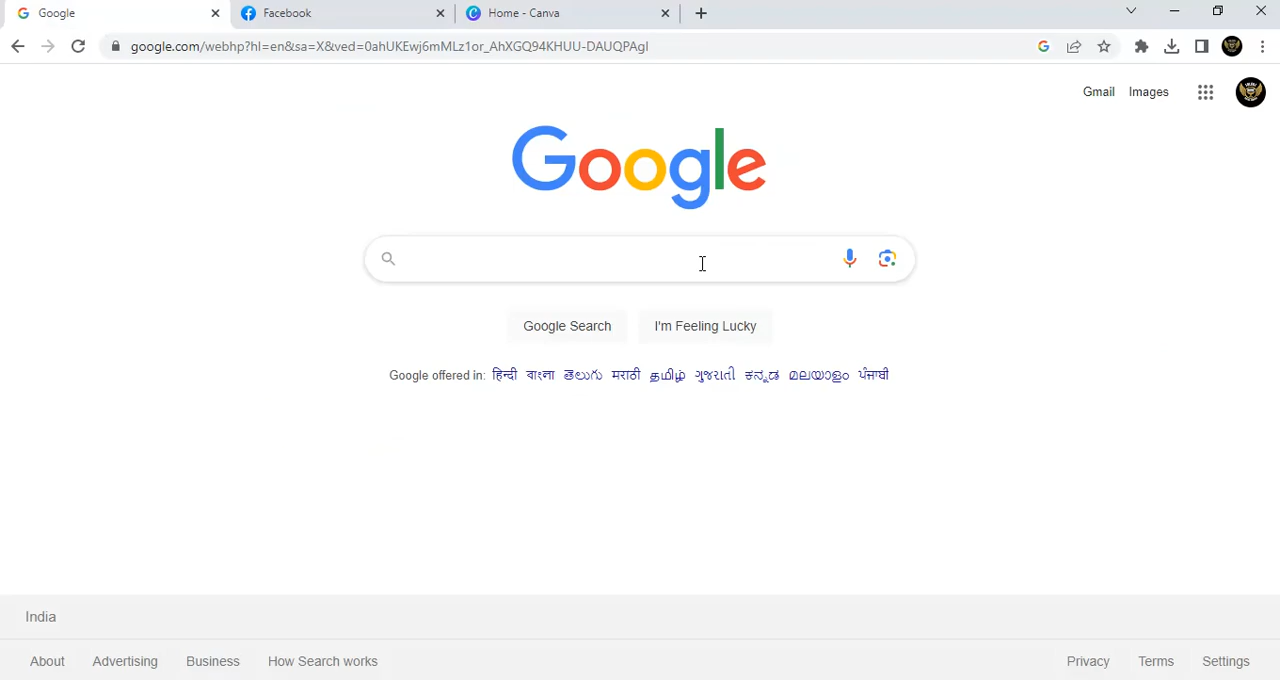 Google Facebook Home - Canva
google.com/webhp?hl=en&sa=X&ved=0ahUKEwj6mMLz1or_AhXGQ94KHUU-DAUQPAgI
Gmail Images
Google
Google Search I'm Feeling Lucky
Google offered in: हिन्दी বাংলা తెలుగు मराठी தமிழ் ગુજરાતી ಕನ್ನಡ മലയാളം ਪੰਜਾਬੀ
India
About Advertising Business How Search works Privacy Terms Settings